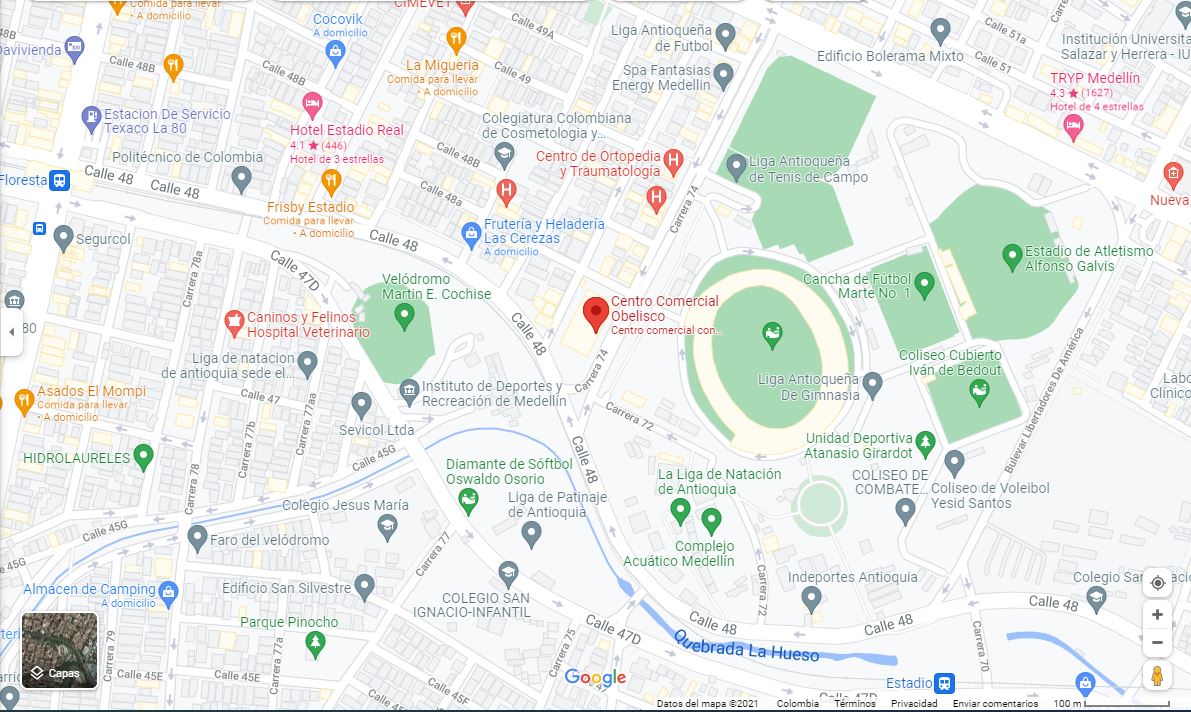 Comida para llevar
• A domicilio
CIMEVET
Cocovik
A domicilio
Calle 49A
Liga Antioqueña
de Futbol
Calle 51a
Institución Universita
Salazar y Herrera - IU
Edificio Bolerama Mixto
Davivienda
Calle 48B
Calle 48B
La Migueria
Comida para llevar
• A domicilio
Calle 49
Spa Fantasias
Energy Medellin
Calle 51
TRYP Medellín
4.3 ★ (1627)
Hotel de 4 estrellas
Estacion De Servicio
Texaco La 80
Hotel Estadio Real
4.1 ★ (446)
Hotel de 3 estrellas
Colegiatura Colombiana
de Cosmetologia y...
Calle 48B
Centro de Ortopedia
y Traumatología
Liga Antioqueña
de Tenis de Campo
Politécnico de Colombia
Floresta
Calle 48
Calle 48
Calle 48a
Nueva
Frisby Estadio
Comida para llevar
• A domicilio
Frutería y Heladería
Las Cerezas
A domicilio
Carrera 74
Segurcol
Calle 48
Calle 47D
Carrera 78a
Velódromo
Martin E. Cochise
Estadio de Atletismo
Alfonso Galvis
Cancha de Fútbol
Marte No. 1
Centro Comercial
Obelisco
Centro comercial con...
Caninos y Felinos
Hospital Veterinario
80
Calle 48
Liga de natacion
de antioquia sede el...
Coliseo Cubierto
Iván de Bedout
Carrera 74
Liga Antioqueña
De Gimnasia
Instituto de Deportes y
Recreación de Medellín
Asados El Mompi
Comida para llevar
• A domicilio
Calle 47
Carrera 77aa
Carrera 77b
Carrera 72
Bulevar Libertadores De América
Labo
Clínico
Sevicol Ltda
Unidad Deportiva
Atanasio Girardot
HIDROLAURELES
Calle 45G
Diamante de Sóftbol
Oswaldo Osorio
Calle 48
La Liga de Natación
de Antioquia
COLISEO DE
COMBATE...
Coliseo de Voleibol
Yesid Santos
Carrera 78
Colegio Jesus María
Liga de Patinaje
de Antioquia
Calle 45G
Faro del velódromo
Carrera 77
Complejo
Acuático Medellín
Calle 45G
Edificio San Silvestre
Almacen de Camping
A domicilio
COLEGIO SAN
IGNACIO-INFANTIL
Carrera 72
Indeportes Antioquia
Colegio San
Calle 48
Parque Pinocho
Carrera 79
Carrera 77a
Carrera 75
Calle 47D
Calle 48
Calle 48
Quebrada La Hueso
Carrera 70
Capas
Google
Estadio
Calle 47D
Datos del mapa ©2021
Colombia
Términos
Privacidad
Enviar comentarios
100 m